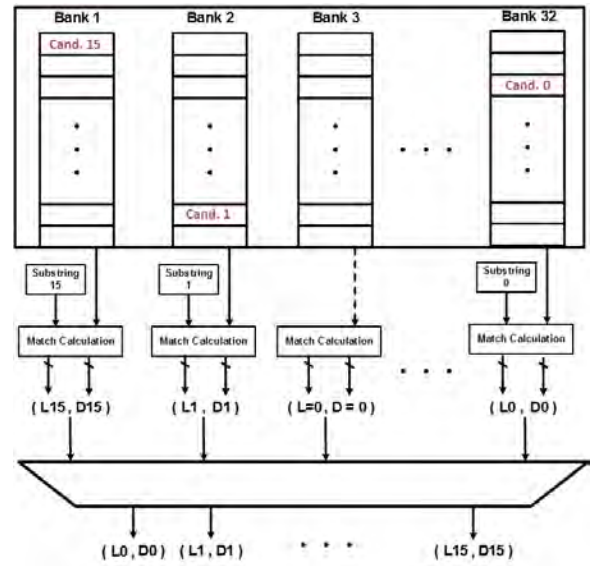 Bank 1 Bank 2 Bank 3 Bank 32
Cand. 15
Cand. 0
Cand. 1
Substring 15
Substring 1
Substring 0
Match Calculation Match Calculation Match Calculation Match Calculation
( L15, D15) ( L1 , D1) (L=0, D = 0) ( L0 , D0)
( L0, D0) ( L1, D1) ( L15, D15)